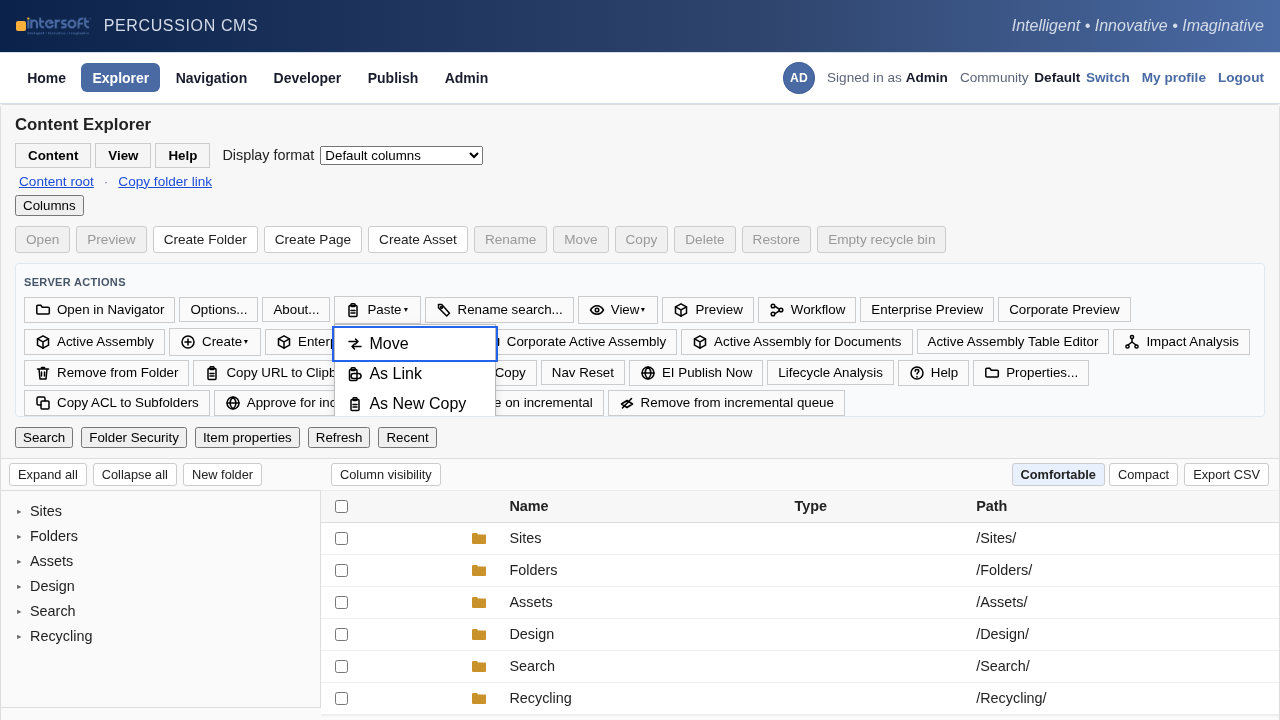 intersoft PERCUSSION CMS Intelligent • Innovative • Imaginative
Home Explorer Navigation Developer Publish Admin AD Signed in as Admin Community Default Switch My profile Logout
Content Explorer
Content View Help Display format Default columns
Content root · Copy folder link
Columns
Open Preview Create Folder Create Page Create Asset Rename Move Copy Delete Restore Empty recycle bin
SERVER ACTIONS
Open in Navigator Options... About... Paste Rename search... View Preview Workflow Enterprise Preview Corporate Preview
Active Assembly Create Corporate Active Assembly Active Assembly for Documents Active Assembly Table Editor Impact Analysis
Move
Remove from Folder Copy URL to Copy Nav Reset EI Publish Now Lifecycle Analysis Help Properties...
As Link
Copy ACL to Subfolders Approve for on incremental Remove from incremental queue
As New Copy
Search Folder Security Item properties Refresh Recent
Expand all Collapse all New folder Column visibility Comfortable Compact Export CSV
Name Type Path
Sites
Folders
Assets
Design
Search
Recycling
Sites /Sites/
Folders /Folders/
Assets /Assets/
Design /Design/
Search /Search/
Recycling /Recycling/